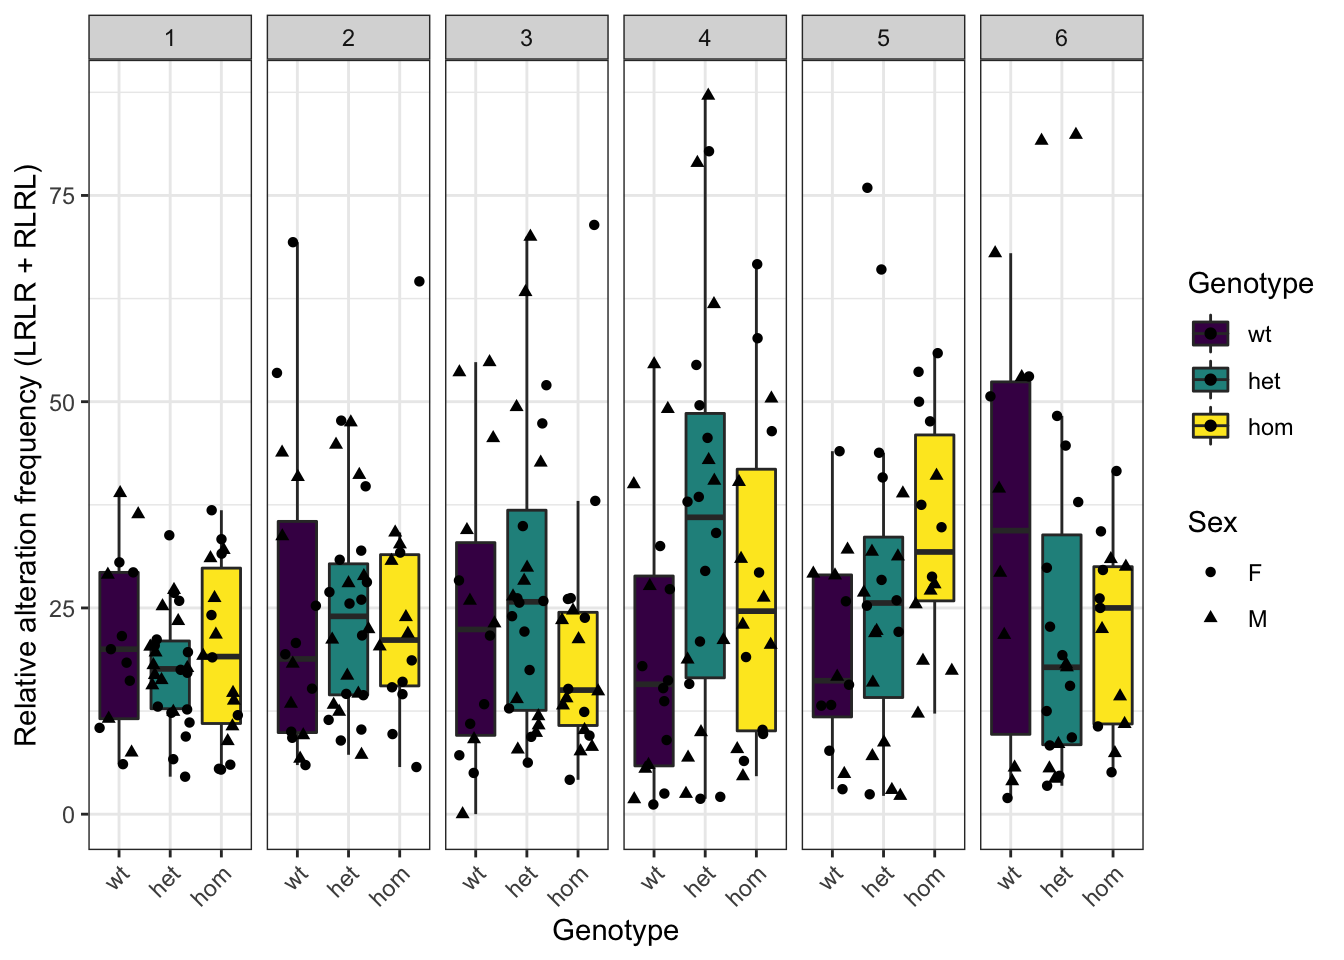 1 2 3 4 5 6
Relative alteration frequency (LRLR + RLRL)
75
50
25
0
wt het hom wt het hom wt het hom wt het hom wt het hom wt het hom
Genotype
Genotype
wt
het
hom
Sex
F
M